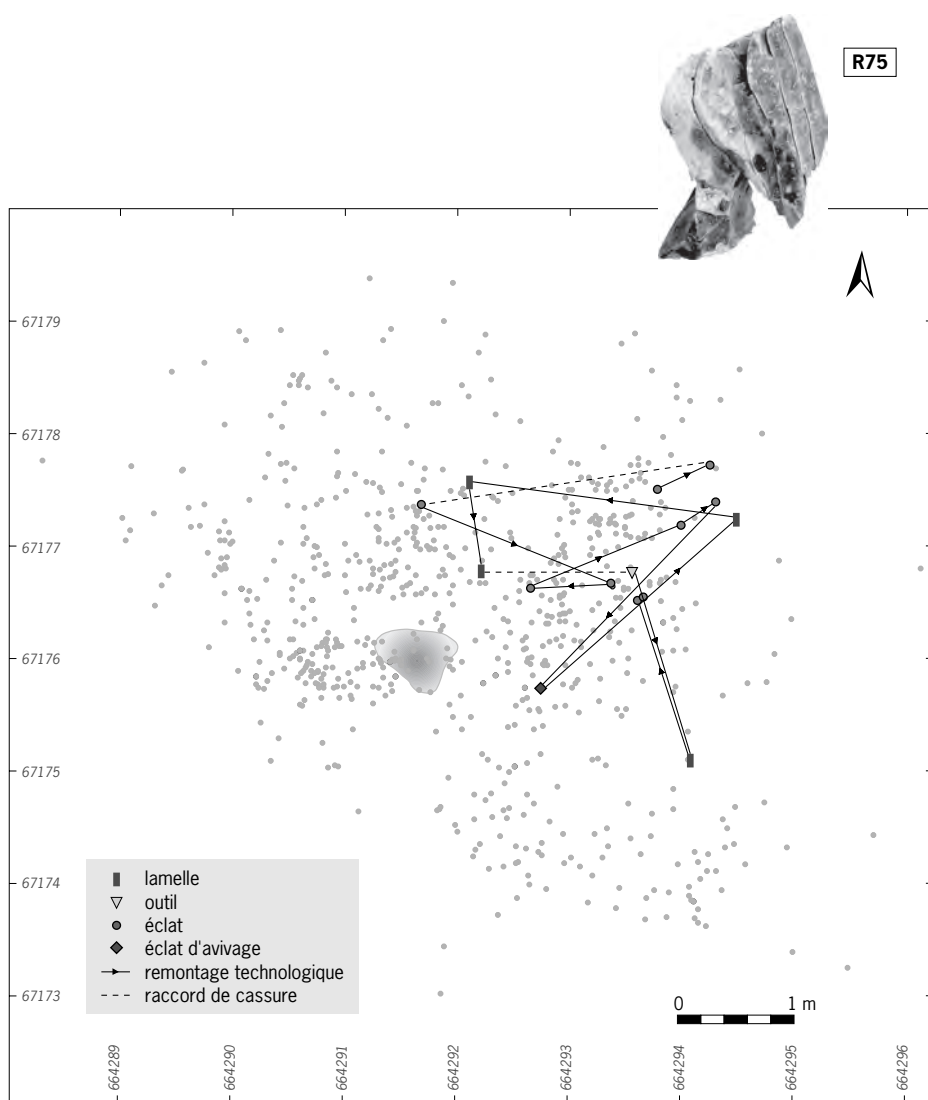 R75
67179
67178
67177
67176
67175
67174
67173
lamelle
outil
éclat
éclat d'avivage
remontage technologique
raccord de cassure
0 1 m
664289
664290
664291
664292
664293
664294
664295
664296